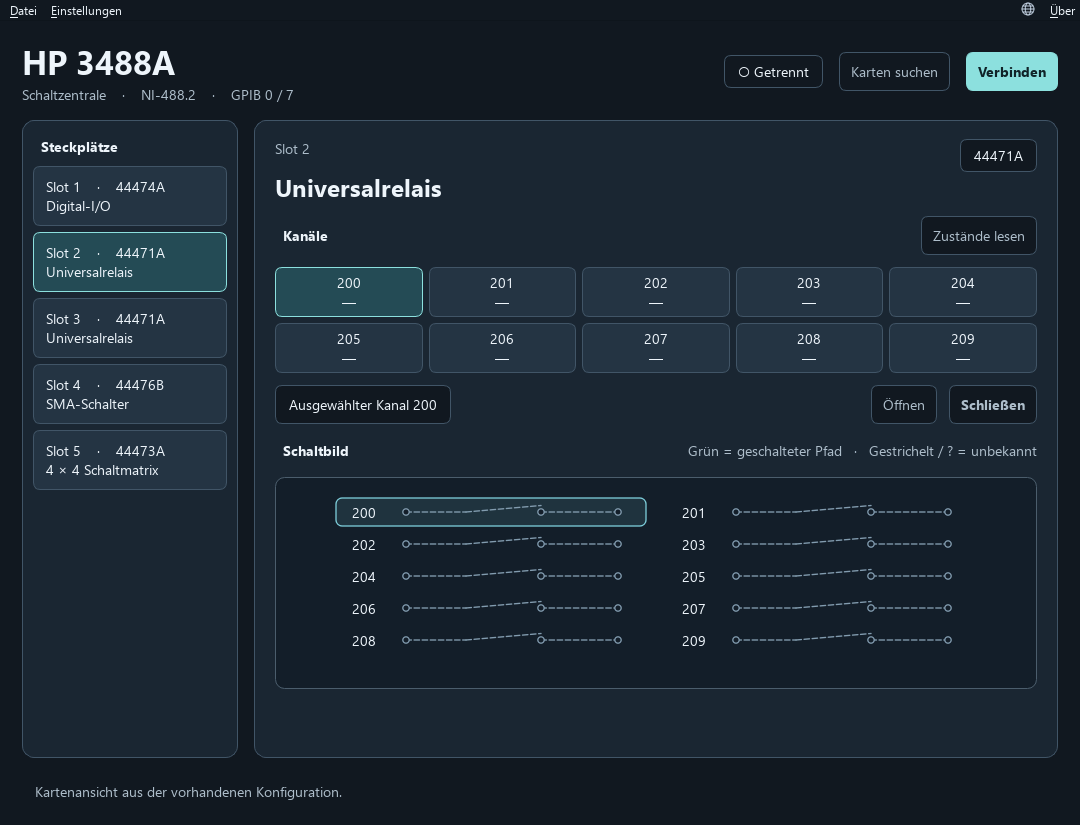 Datei Einstellungen Über
HP 3488A
Schaltzentrale · NI-488.2 · GPIB 0 / 7
Getrennt
Karten suchen
Verbinden
Steckplätze
Slot 1 · 44474A
Digital-I/O
Slot 2 · 44471A
Universalrelais
Slot 3 · 44471A
Universalrelais
Slot 4 · 44476B
SMA-Schalter
Slot 5 · 44473A
4 × 4 Schaltmatrix
Slot 2
44471A
Universalrelais
Kanäle
Zustände lesen
200 201 202 203 204
— — — — —
205 206 207 208 209
— — — — —
Ausgewählter Kanal 200
Öffnen
Schließen
Schaltbild
Grün = geschalteter Pfad · Gestrichelt / ? = unbekannt
200 201
202 203
204 205
206 207
208 209
Kartenansicht aus der vorhandenen Konfiguration.